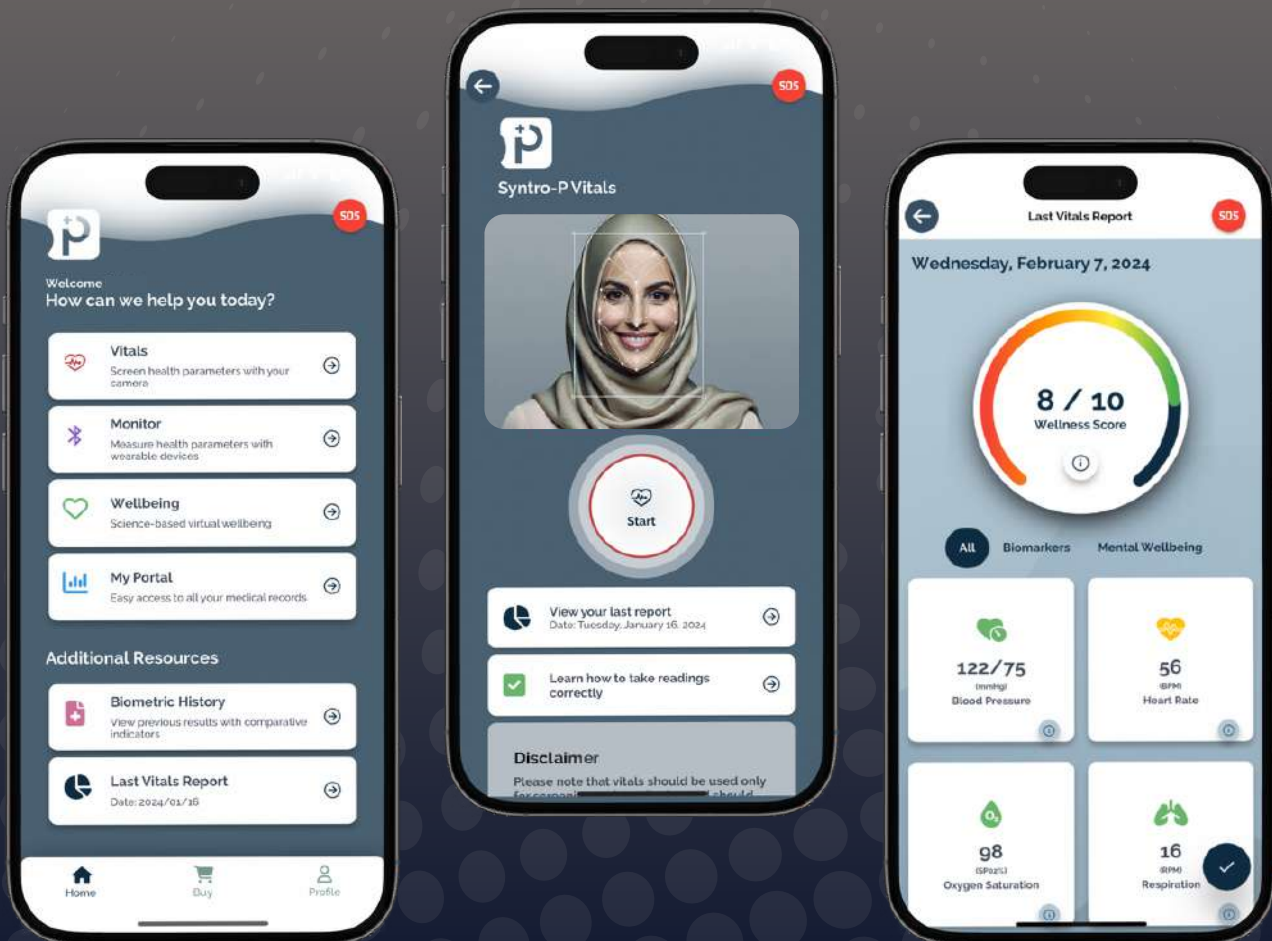 SOS
Welcome
How can we help you today?
Vitals
Screen health parameters with your
camera
Monitor
Measure health parameters with
wearable devices
Wellbeing
Science-based virtual wellbeing
My Portal
Easy access to all your medical records
Additional Resources
Biometric History
View previous results with comparative
indicators
Last Vitals Report
Date: 2024/01/16
Home
Buy
Profile
SOS
Syntro-P Vitals
Start
View your last report
Date: Tuesday, January 16, 2024
Learn how to take readings
correctly
Disclaimer
Please note that vitals should be used only
should
Last Vitals Report
SOS
Wednesday, February 7, 2024
8 / 10
Wellness Score
All
Biomarkers
Mental Wellbeing
122/75
(mmHg)
Blood Pressure
56
(BPM)
Heart Rate
O₂
98
(SP02%)
Oxygen Saturation
16
(RPM)
Respiration